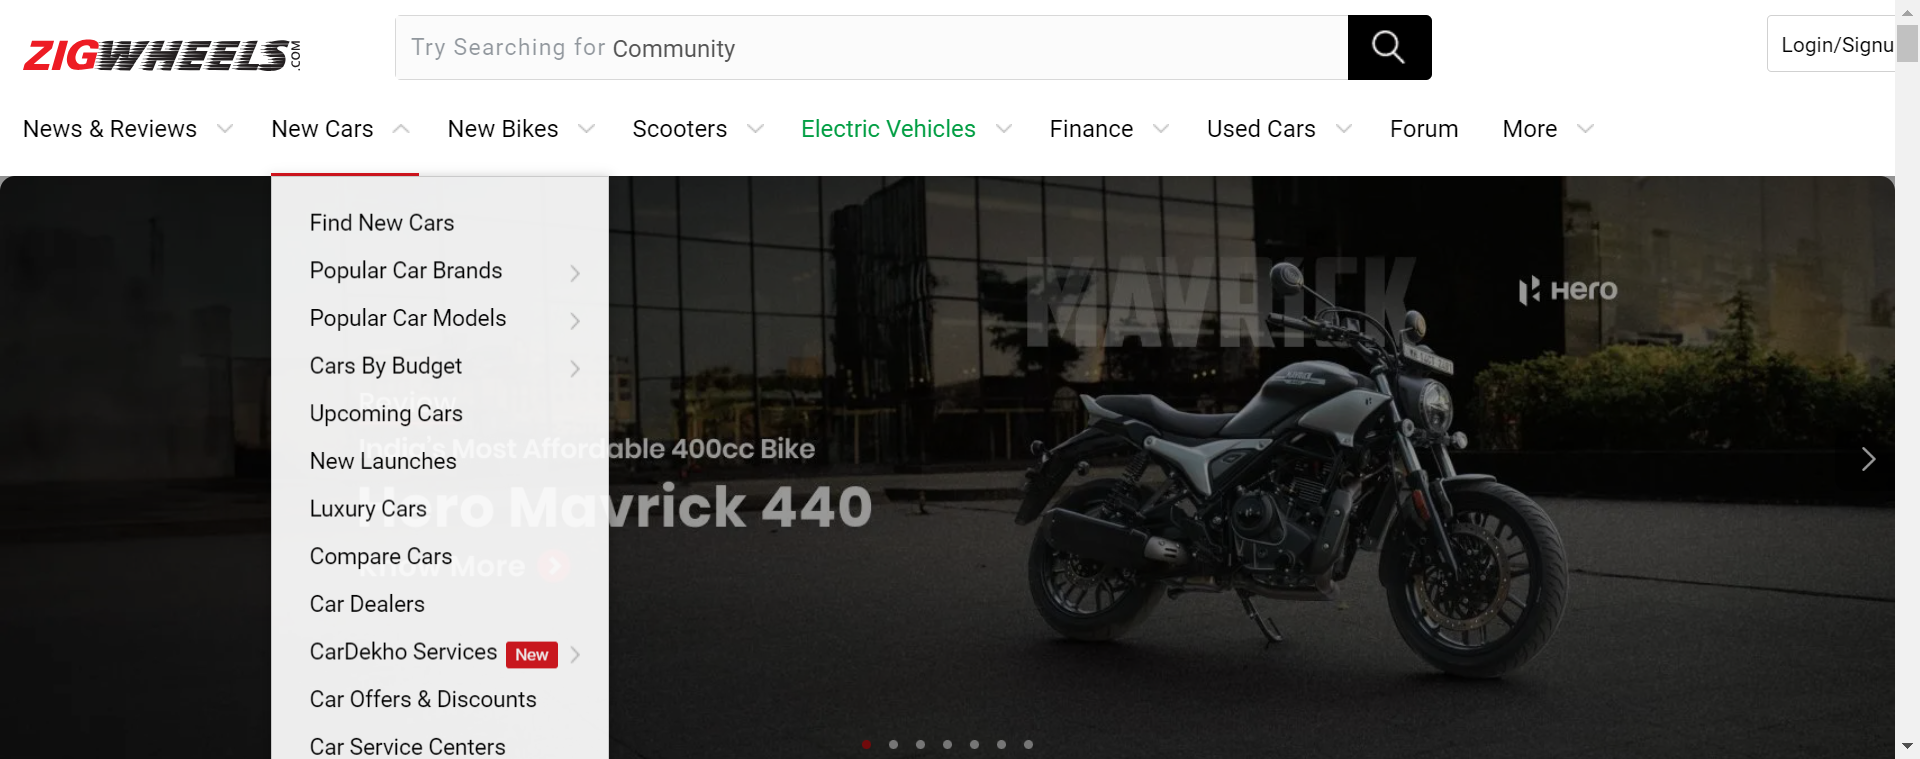 ZIGWHEELS.COM
Try Searching for Community
Login/Signu
News & Reviews New Cars New Bikes Scooters Electric Vehicles Finance Used Cars Forum More
Find New Cars
Popular Car Brands
Popular Car Models
Cars By Budget
Upcoming Cars
New Launches
Luxury Cars
Compare Cars
Car Dealers
CarDekho Services New
Car Offers & Discounts
Car Service Centers
MAVRICK
Hero
Review
India's Most Affordable 400cc Bike
Hero Mavrick 440
Know More